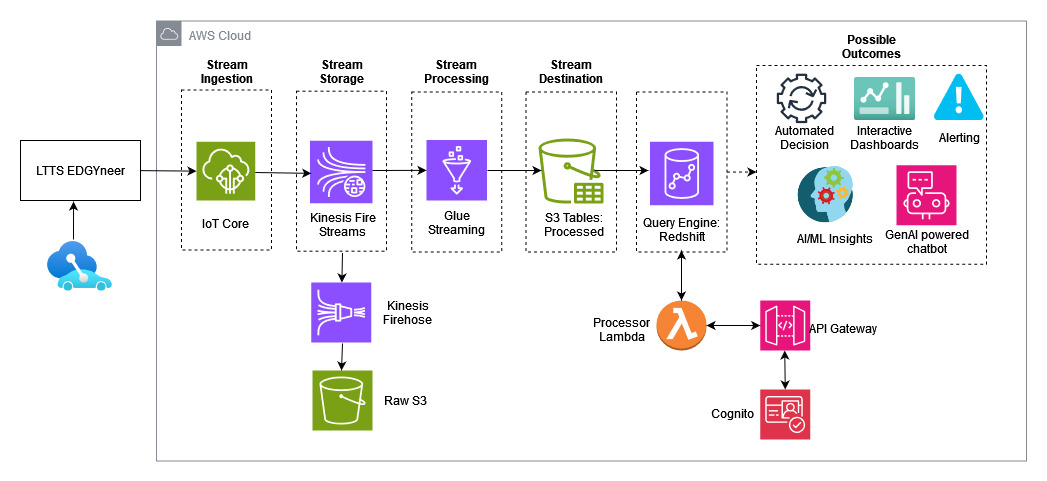 AWS Cloud
Stream
Ingestion
Stream
Storage
Stream
Processing
Stream
Destination
Possible
Outcomes
LTTS EDGYneer
IoT Core
Kinesis Fire
Streams
Glue
Streaming
S3 Tables:
Processed
Query Engine:
Redshift
Automated
Decision
Interactive
Dashboards
Alerting
AI/ML Insights
GenAI powered
chatbot
Kinesis
Firehose
Raw S3
Processor
Lambda
API Gateway
Cognito